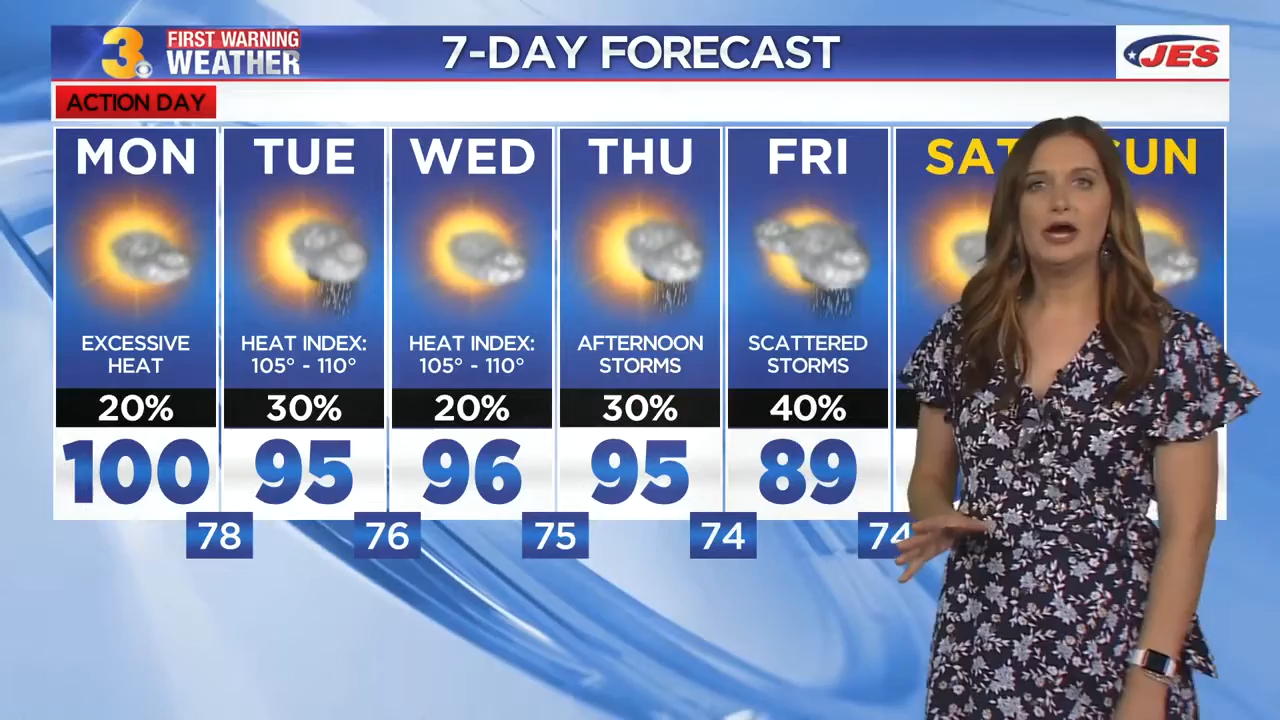 3 FIRST WARNING WEATHER
7-DAY FORECAST
JES
ACTION DAY
MON TUE WED THU FRI SAT SUN
EXCESSIVE HEAT
HEAT INDEX: 105° - 110°
HEAT INDEX: 105° - 110°
AFTERNOON STORMS
SCATTERED STORMS
20% 30% 20% 30% 40%
100 95 96 95 89
78 76 75 74 74